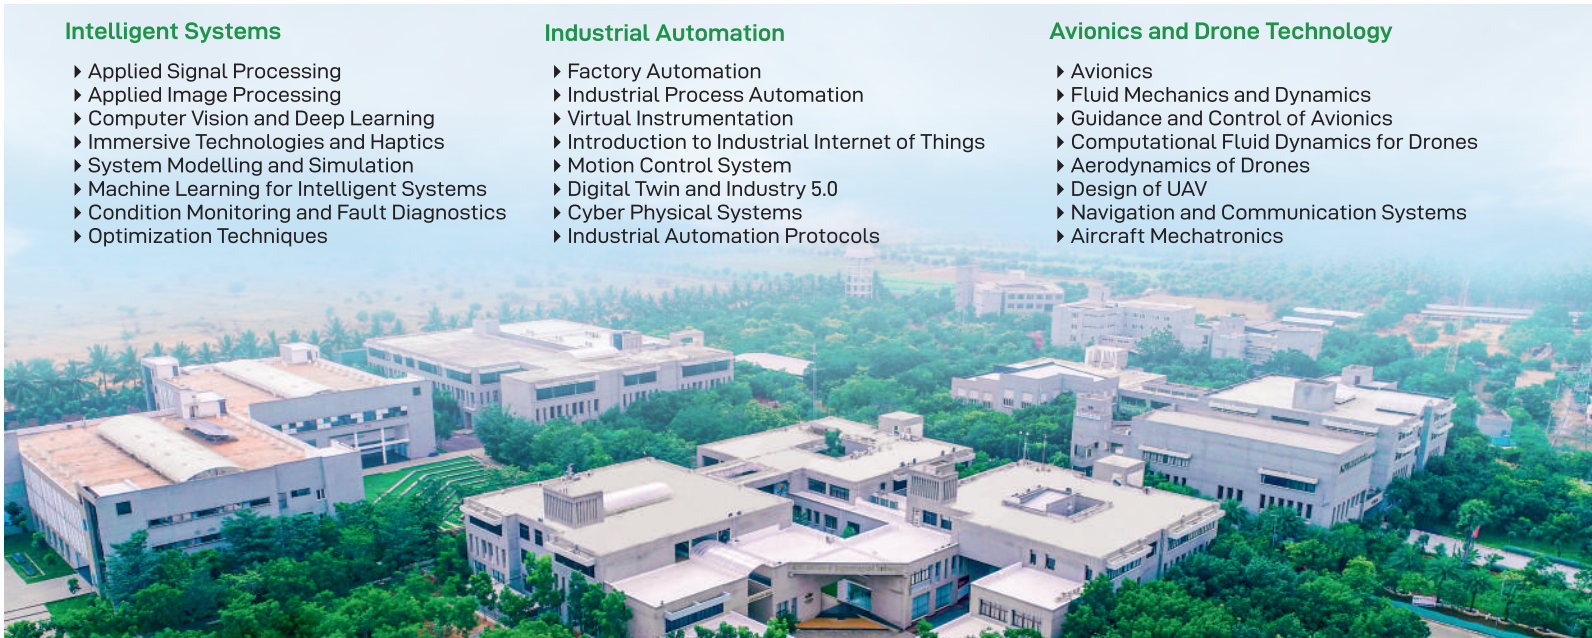 Intelligent Systems
Applied Signal Processing
Applied Image Processing
Computer Vision and Deep Learning
Immersive Technologies and Haptics
System Modelling and Simulation
Machine Learning for Intelligent Systems
Condition Monitoring and Fault Diagnostics
Optimization Techniques
Industrial Automation
Factory Automation
Industrial Process Automation
Virtual Instrumentation
Introduction to Industrial Internet of Things
Motion Control System
Digital Twin and Industry 5.0
Cyber Physical Systems
Industrial Automation Protocols
Avionics and Drone Technology
Avionics
Fluid Mechanics and Dynamics
Guidance and Control of Avionics
Computational Fluid Dynamics for Drones
Aerodynamics of Drones
Design of UAV
Navigation and Communication Systems
Aircraft Mechatronics